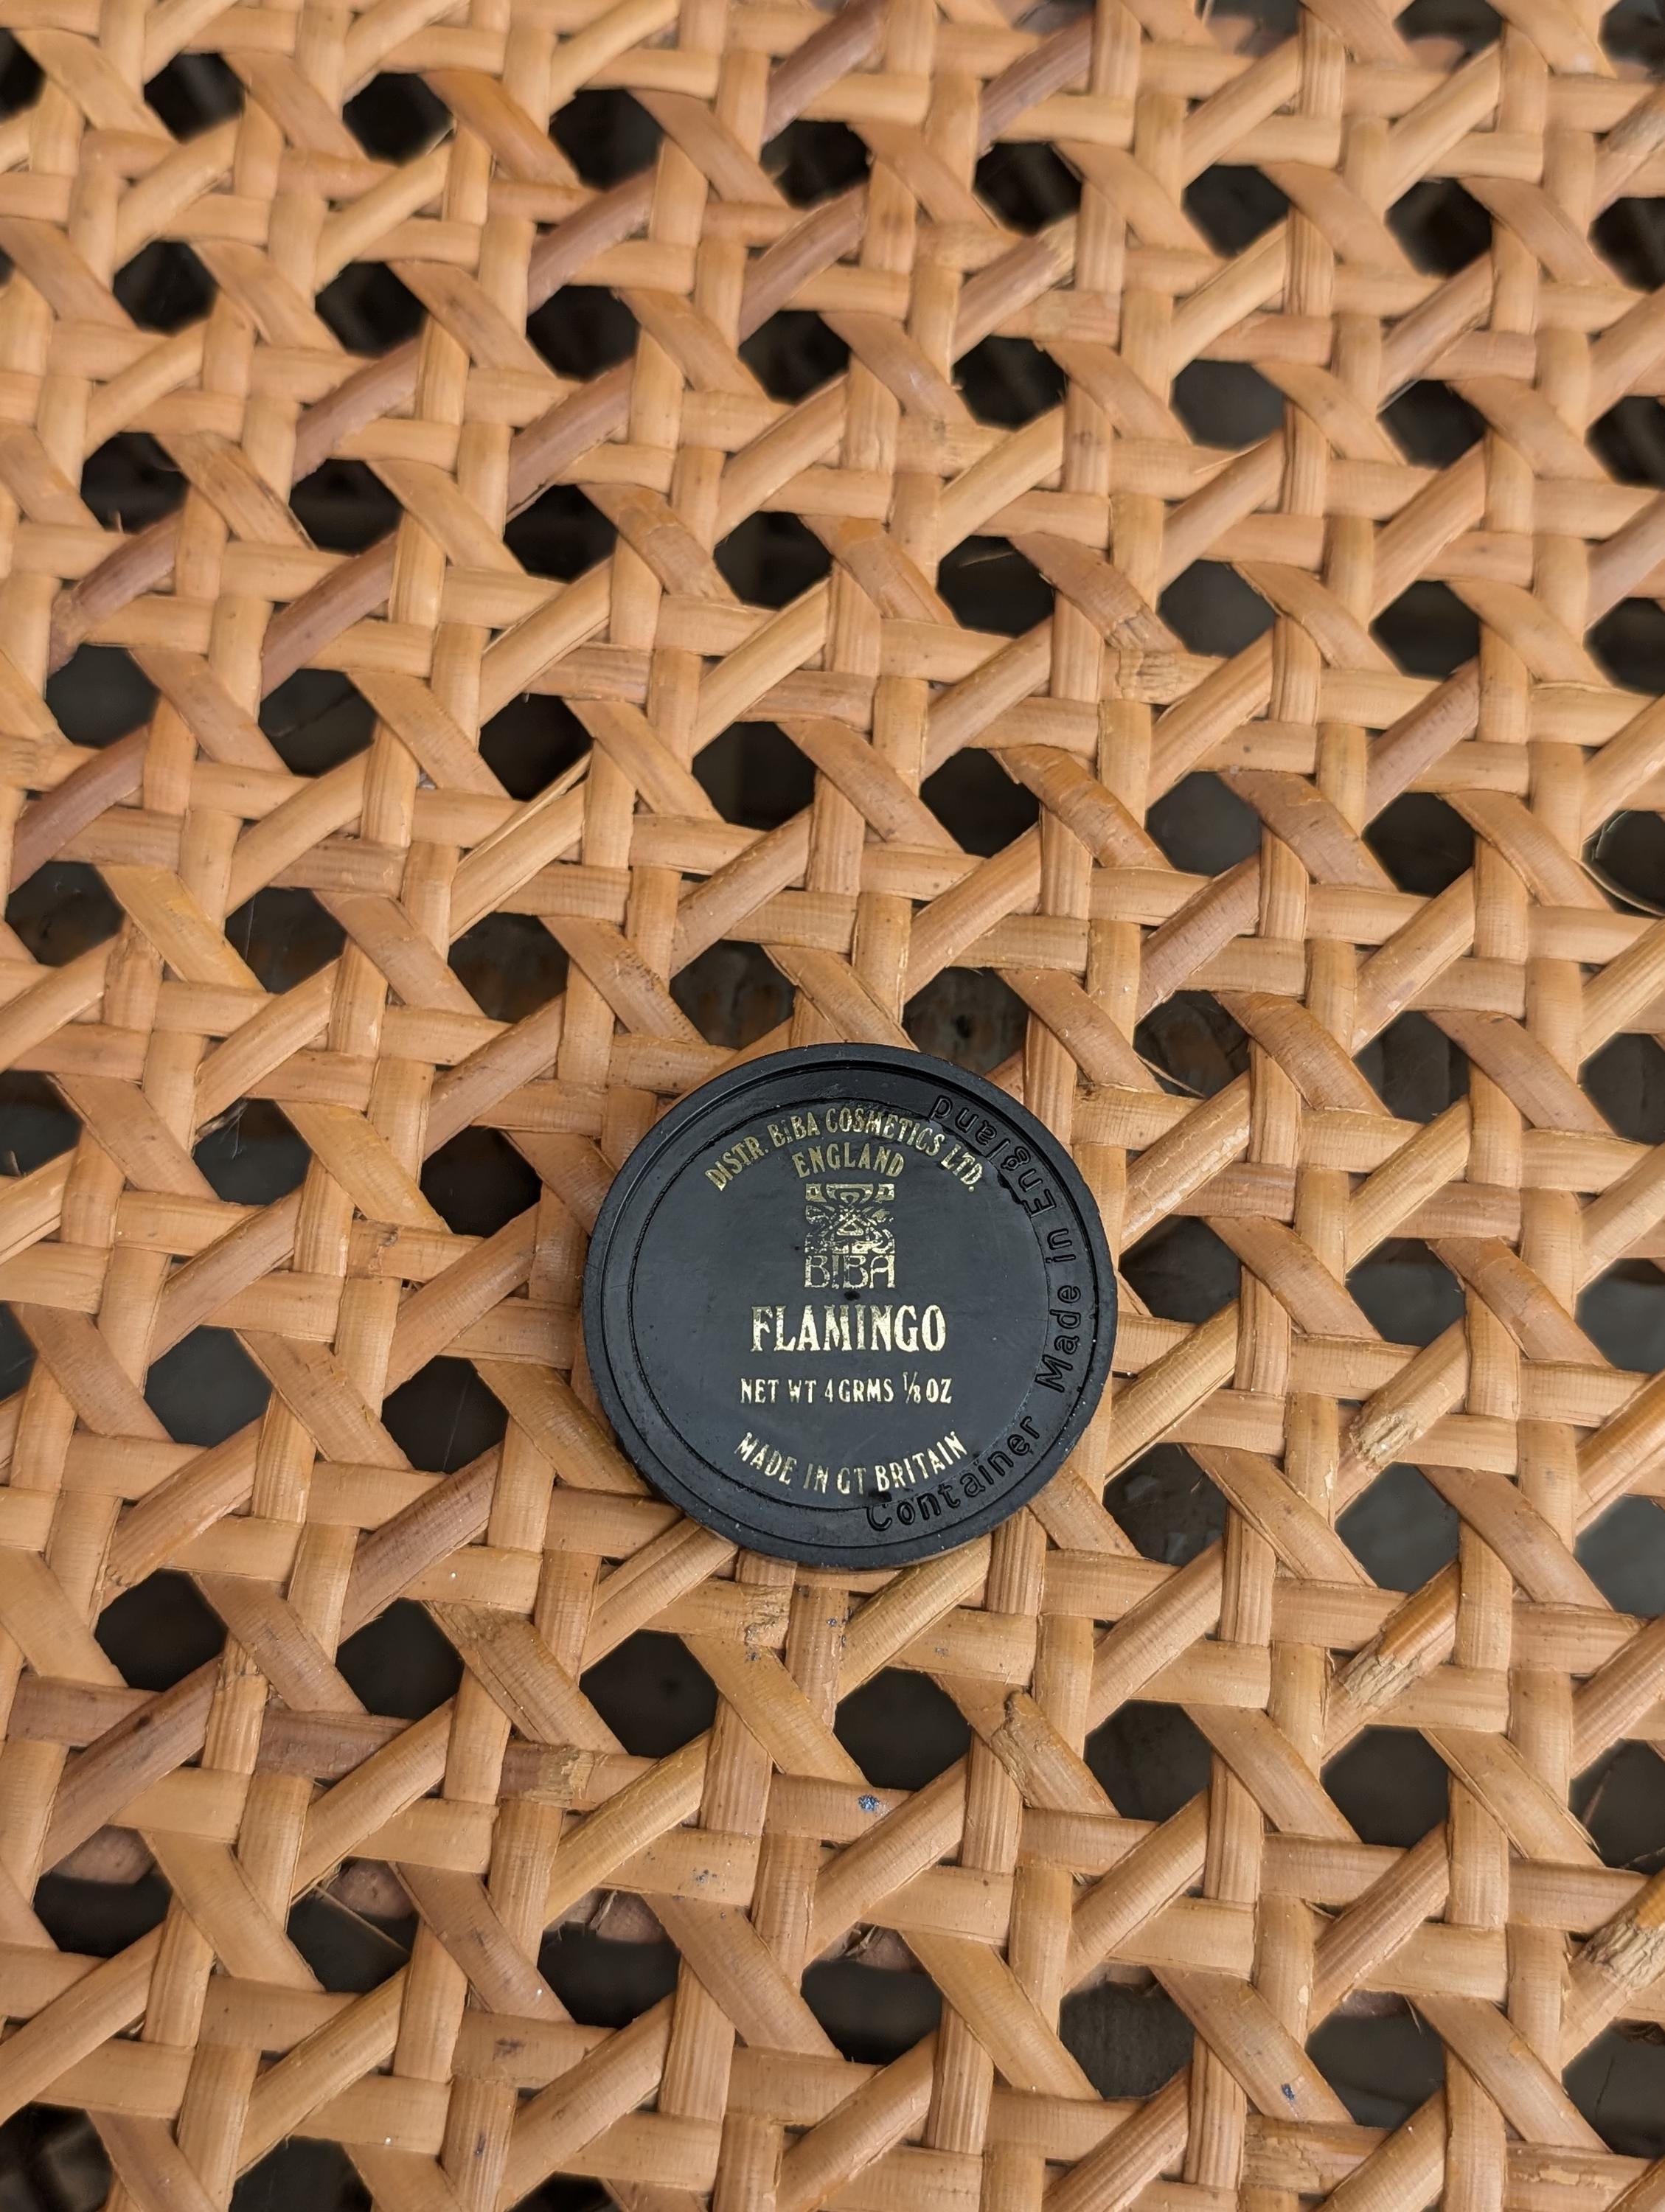 DISTR. BIBA COSMETICS LTD.
ENGLAND
BIBA
FLAMINGO
NET WT 4 GRMS 1/8 OZ
MADE IN GT BRITAIN
Container Made in England